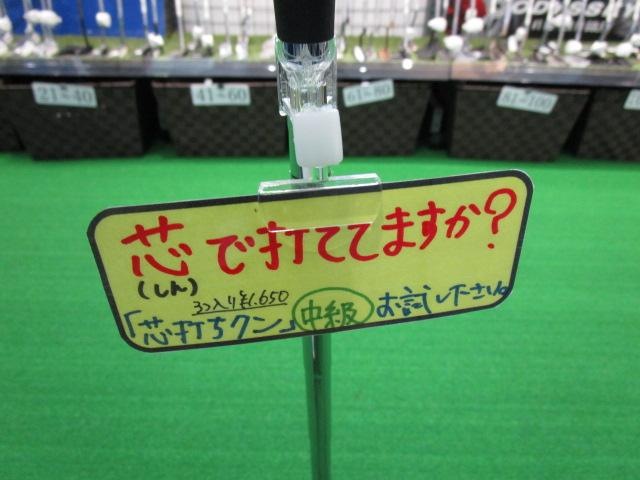 21~40
41~60
61~80
81~100
芯で打ててますか?
(しん)
3コ入り¥1,650
「芯打ちクン」中級 お試し下さい。